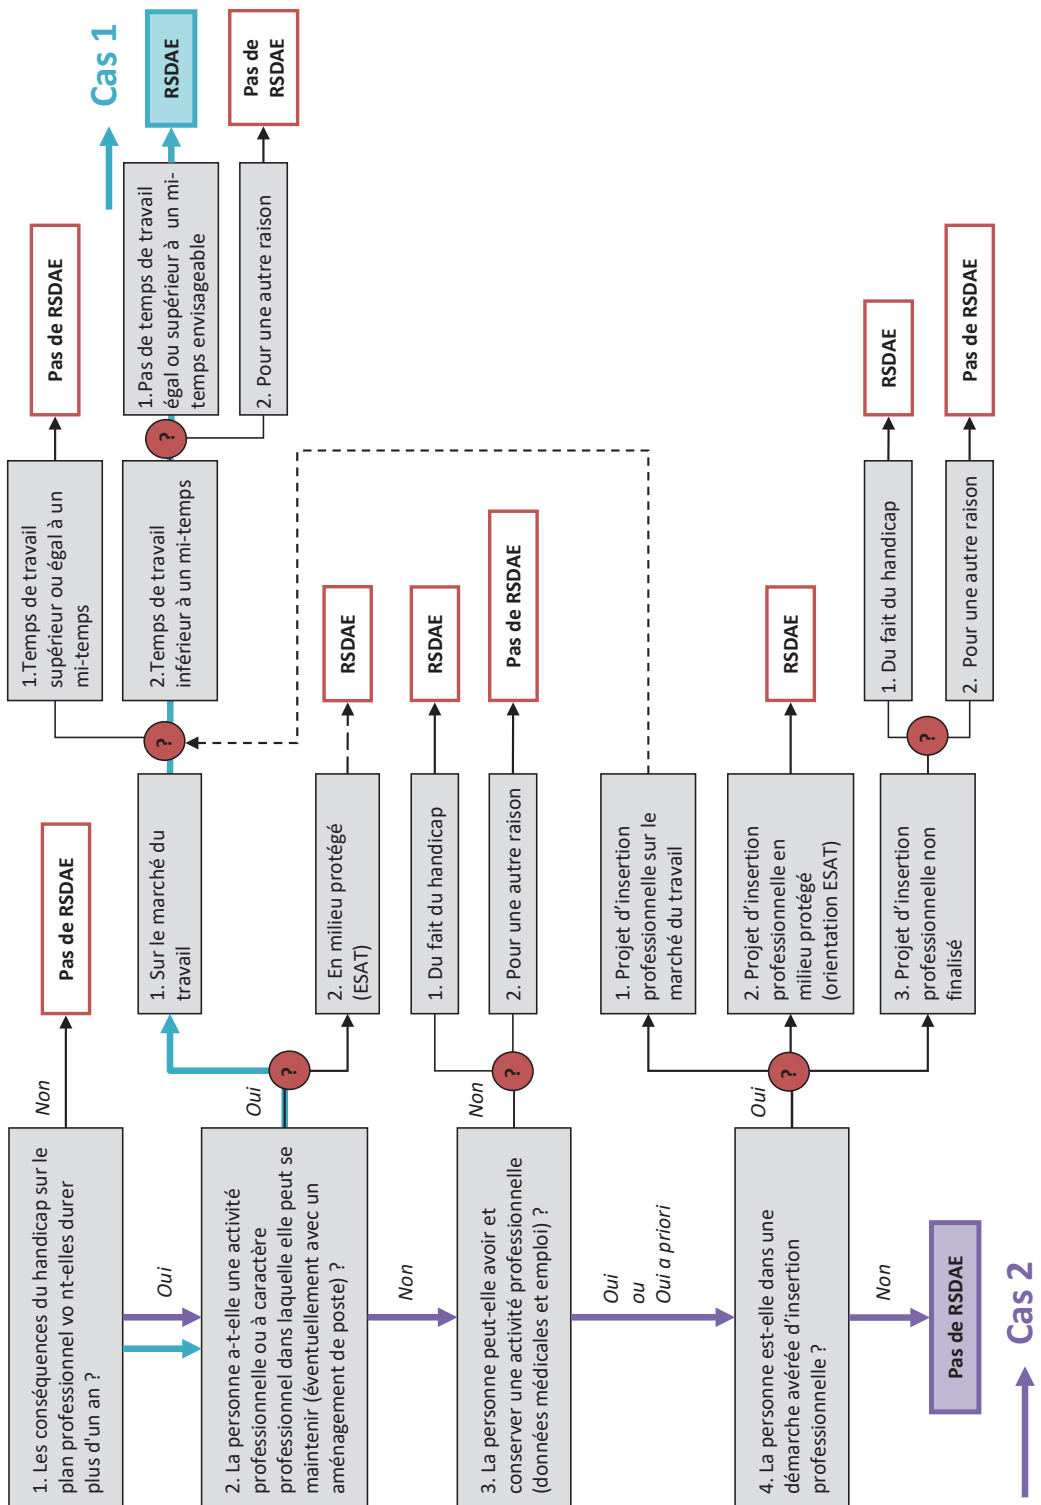 1. Les conséquences du handicap sur le
plan professionnel vo nt-elles durer
plus d'un an ?
Non
Pas de RSDAE
Oui
2. La personne a-t-elle une activité
professionnelle ou à caractère
professionnel dans laquelle elle peut se
maintenir (éventuellement avec un
aménagement de poste) ?
Oui
?
1. Sur le marché du
travail
?
1.Temps de travail
supérieur ou égal à un
mi-temps
Pas de RSDAE
2.Temps de travail
inférieur à un mi-temps
?
1.Pas de temps de travail
égal ou supérieur à un mi-
temps envisageable
Cas 1
RSDAE
2. Pour une autre raison
Pas de
RSDAE
2. En milieu protégé
(ESAT)
RSDAE
Non
3. La personne peut-elle avoir et
conserver une activité professionnelle
(données médicales et emploi) ?
Non
?
1. Du fait du handicap
RSDAE
2. Pour une autre raison
Pas de RSDAE
Oui
ou
Oui a priori
4. La personne est-elle dans une
démarche avérée d'insertion
professionnelle ?
Oui
?
1. Projet d'insertion
professionnelle sur le
marché du travail
2. Projet d'insertion
professionnelle en
milieu protégé
(orientation ESAT)
RSDAE
3. Projet d'insertion
professionnelle non
finalisé
?
1. Du fait du handicap
RSDAE
2. Pour une autre raison
Pas de RSDAE
Non
Pas de RSDAE
Cas 2